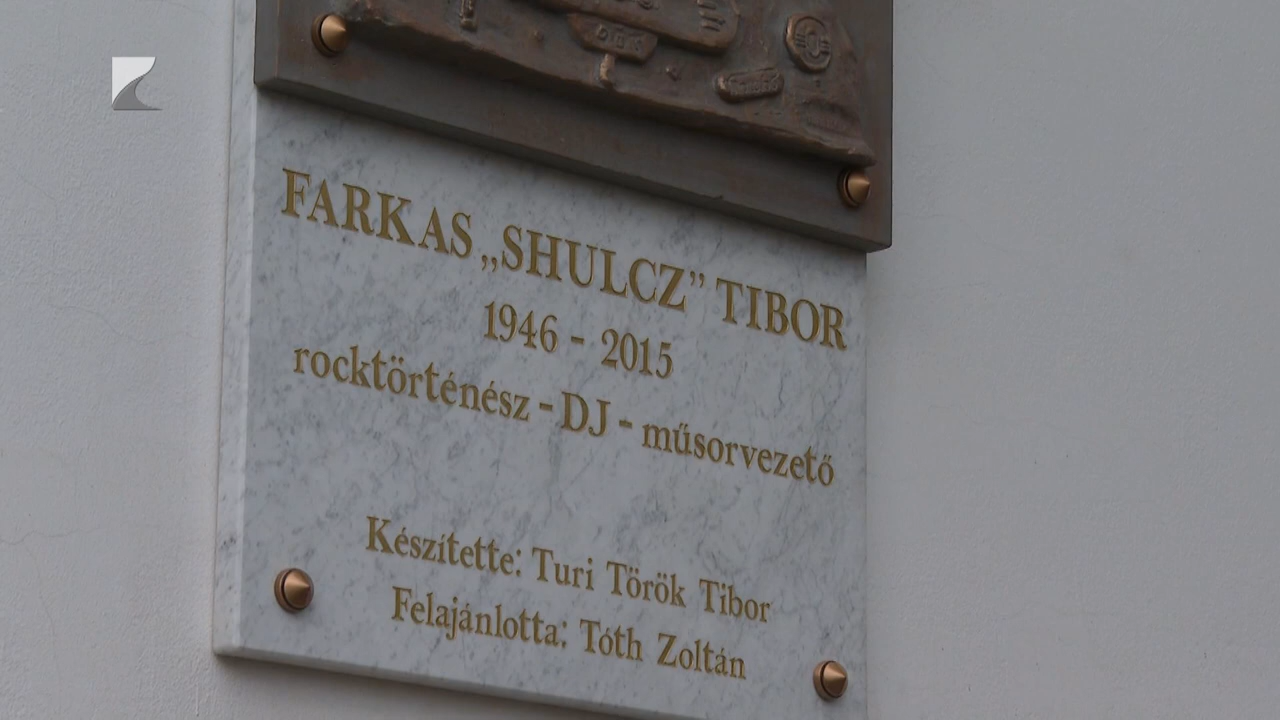 FARKAS „SHULCZ” TIBOR
1946 - 2015
rocktörténész - DJ - műsorvezető
Készítette: Turi Török Tibor
Felajánlotta: Tóth Zoltán